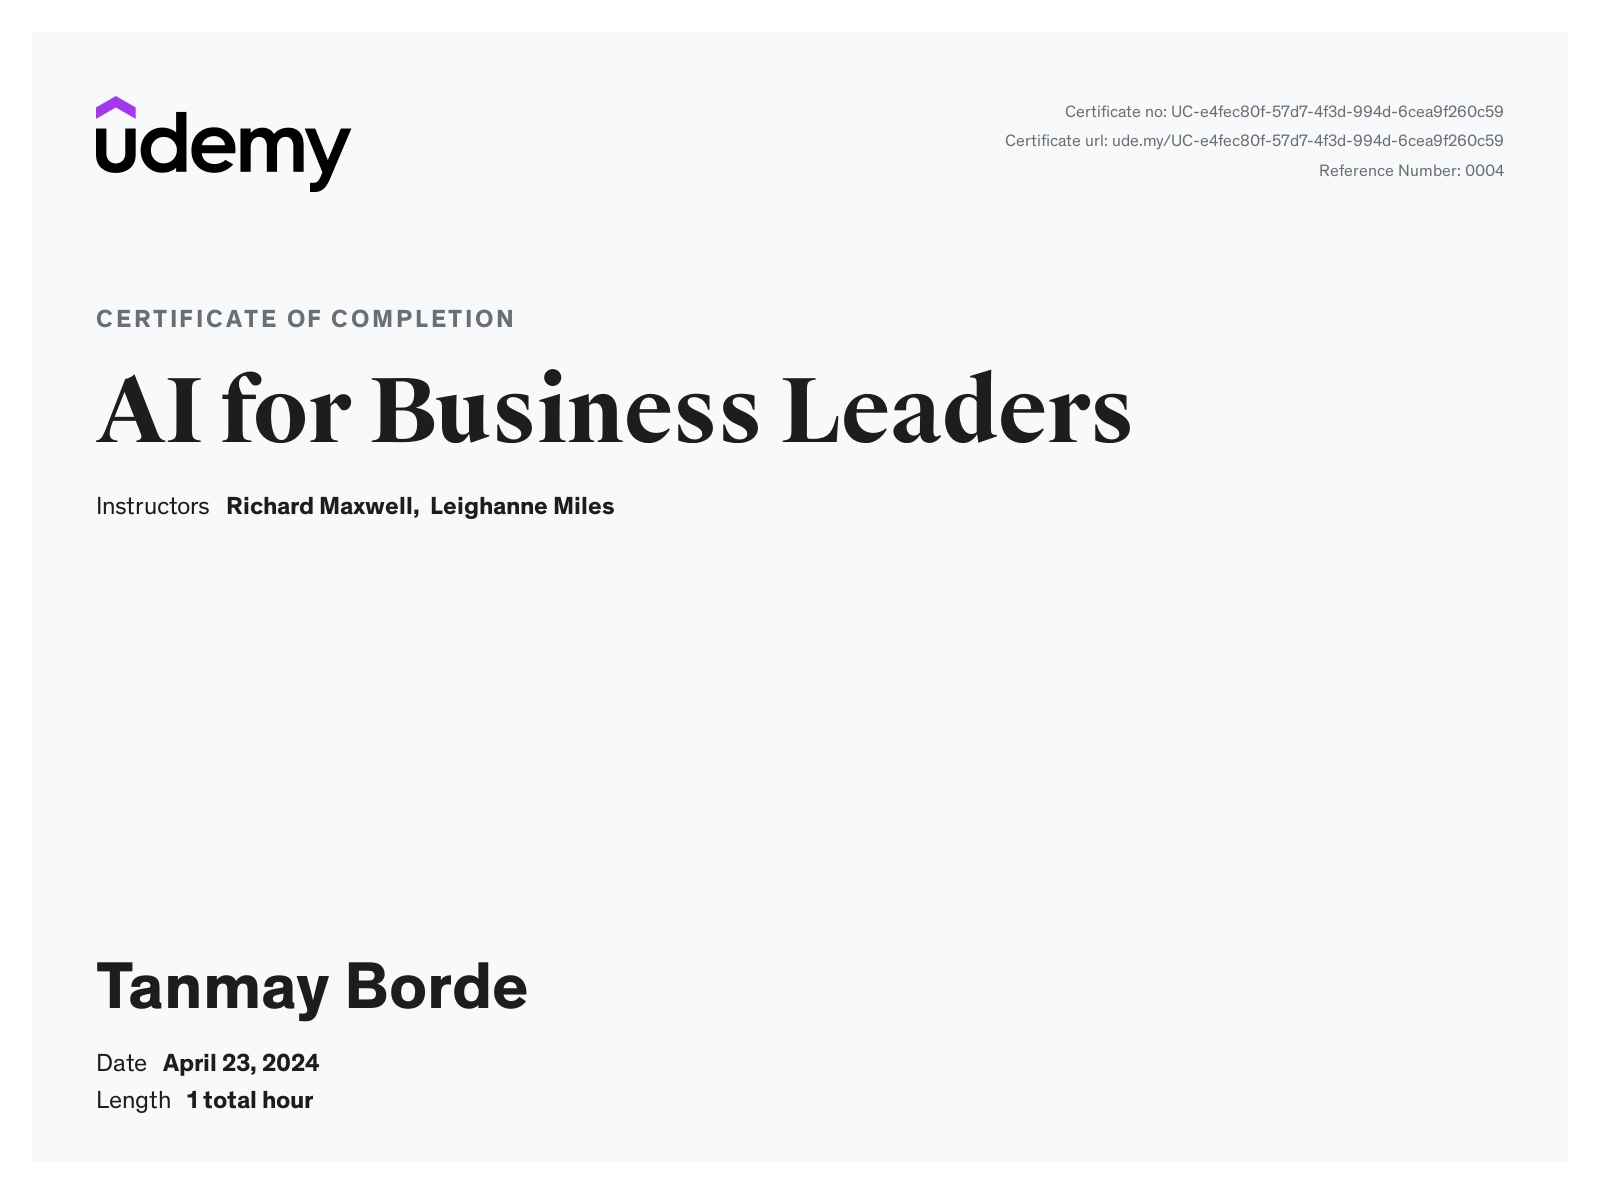 udemy
Certificate no: UC-e4fec80f-57d7-4f3d-994d-6cea9f260c59
Certificate url: ude.my/UC-e4fec80f-57d7-4f3d-994d-6cea9f260c59
Reference Number: 0004
CERTIFICATE OF COMPLETION
AI for Business Leaders
Instructors Richard Maxwell, Leighanne Miles
Tanmay Borde
Date April 23, 2024
Length 1 total hour